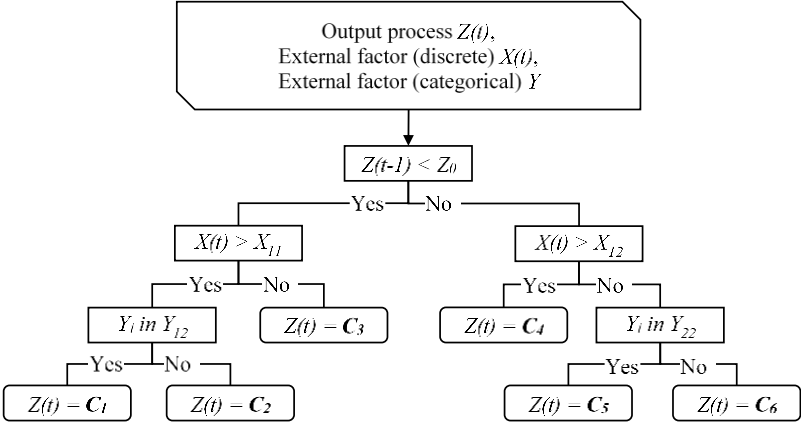 Output process Z(t),
External factor (discrete) X(t),
External factor (categorical) Y
Z(t-1) < Z₀
Yes No
X(t) > X₁₁
X(t) > X₁₂
Yes No
Yes No
Yᵢ in Y₁₂
Z(t) = C₃
Z(t) = C₄
Yᵢ in Y₂₂
Yes No
Yes No
Z(t) = C₁
Z(t) = C₂
Z(t) = C₅
Z(t) = C₆